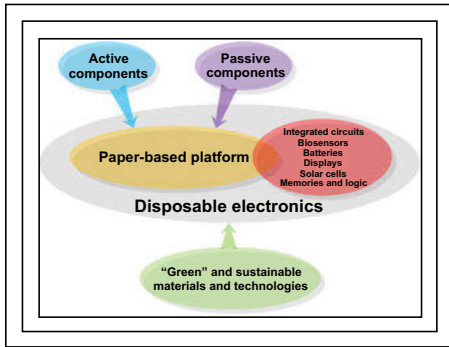 Active
components
Passive
components
Paper-based platform
Integrated circuits
Biosensors
Batteries
Displays
Solar cells
Memories and logic
Disposable electronics
“Green” and sustainable
materials and technologies